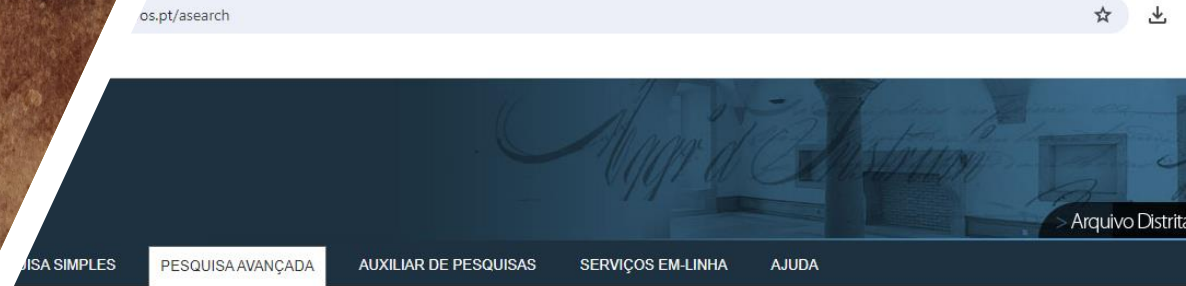 os.pt/asearch
> Arquivo Distrita
ISA SIMPLES PESQUISA AVANÇADA AUXILIAR DE PESQUISAS SERVIÇOS EM-LINHA AJUDA